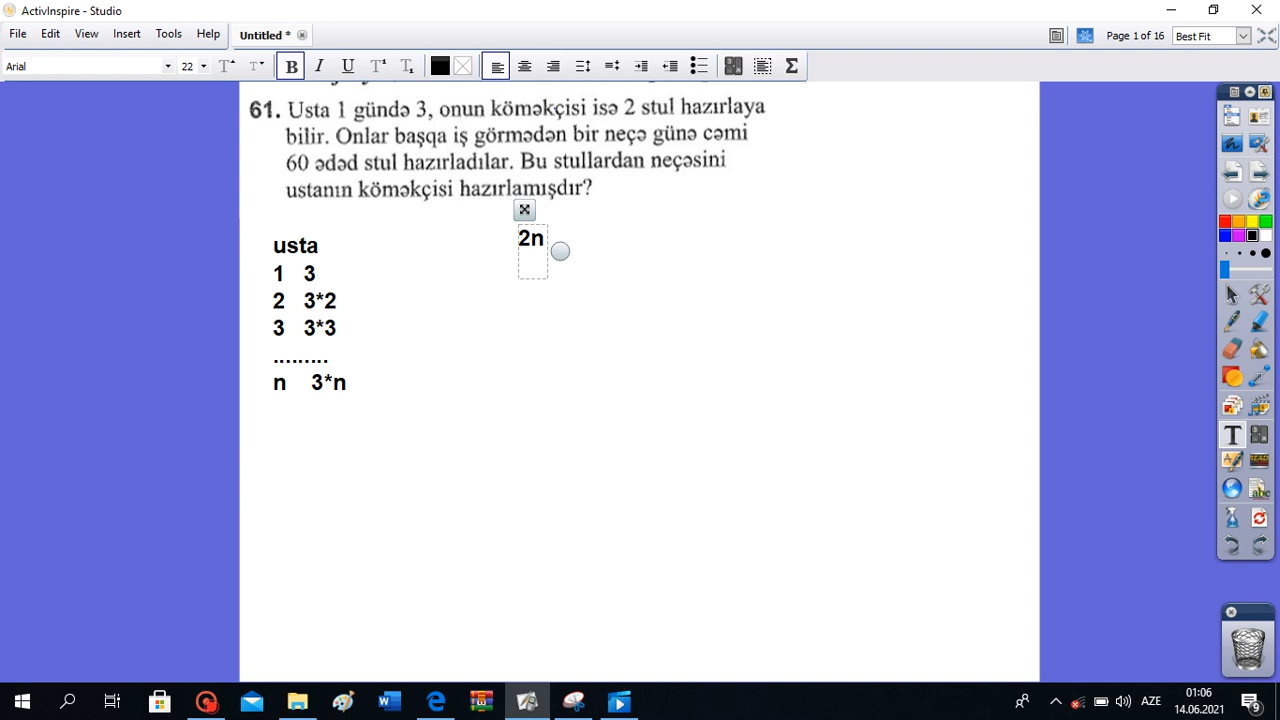 ActivInspire - Studio
File Edit View Insert Tools Help Untitled * Page 1 of 16 Best Fit
Arial 22 B I U T T
61. Usta 1 gündə 3, onun köməkçisi isə 2 stul hazırlaya
bilir. Onlar başqa iş görmədən bir neçə günə cəmi
60 ədəd stul hazırladılar. Bu stullardan neçəsini
ustanın köməkçisi hazırlamışdır?
usta
1 3
2 3*2
3 3*3
.........
n 3*n
2n
AZE
01:06
14.06.2021
9